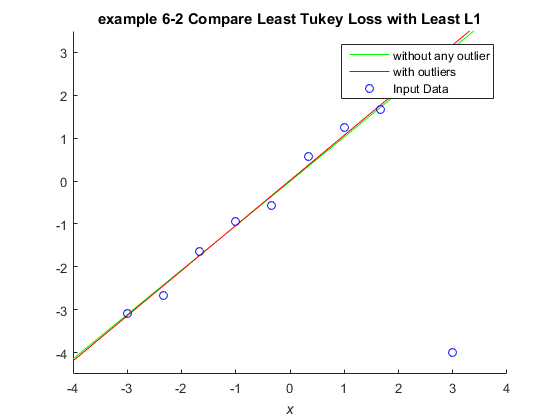 example 6-2 Compare Least Tukey Loss with Least L1
without any outlier
with outliers
Input Data
3
2
1
0
-1
-2
-3
-4
-4 -3 -2 -1 0 1 2 3 4
x